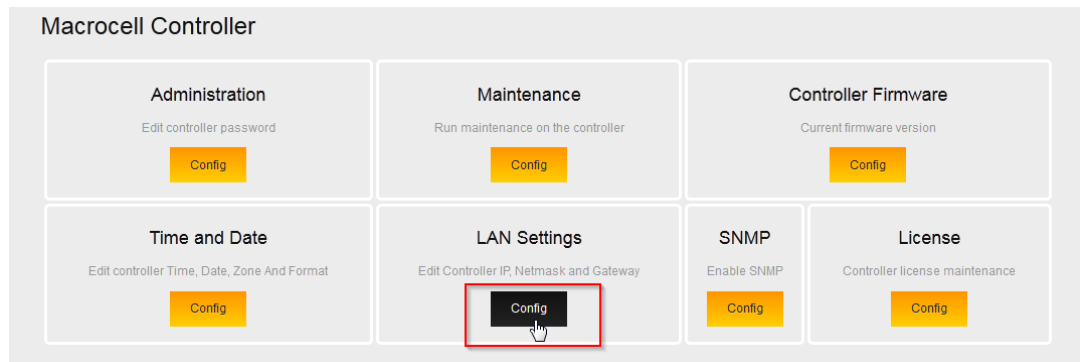 Macrocell Controller
Administration
Edit controller password
Config
Maintenance
Run maintenance on the controller
Config
Controller Firmware
Current firmware version
Config
Time and Date
Edit controller Time, Date, Zone And Format
Config
LAN Settings
Edit Controller IP, Netmask and Gateway
Config
SNMP
Enable SNMP
Config
License
Controller license maintenance
Config